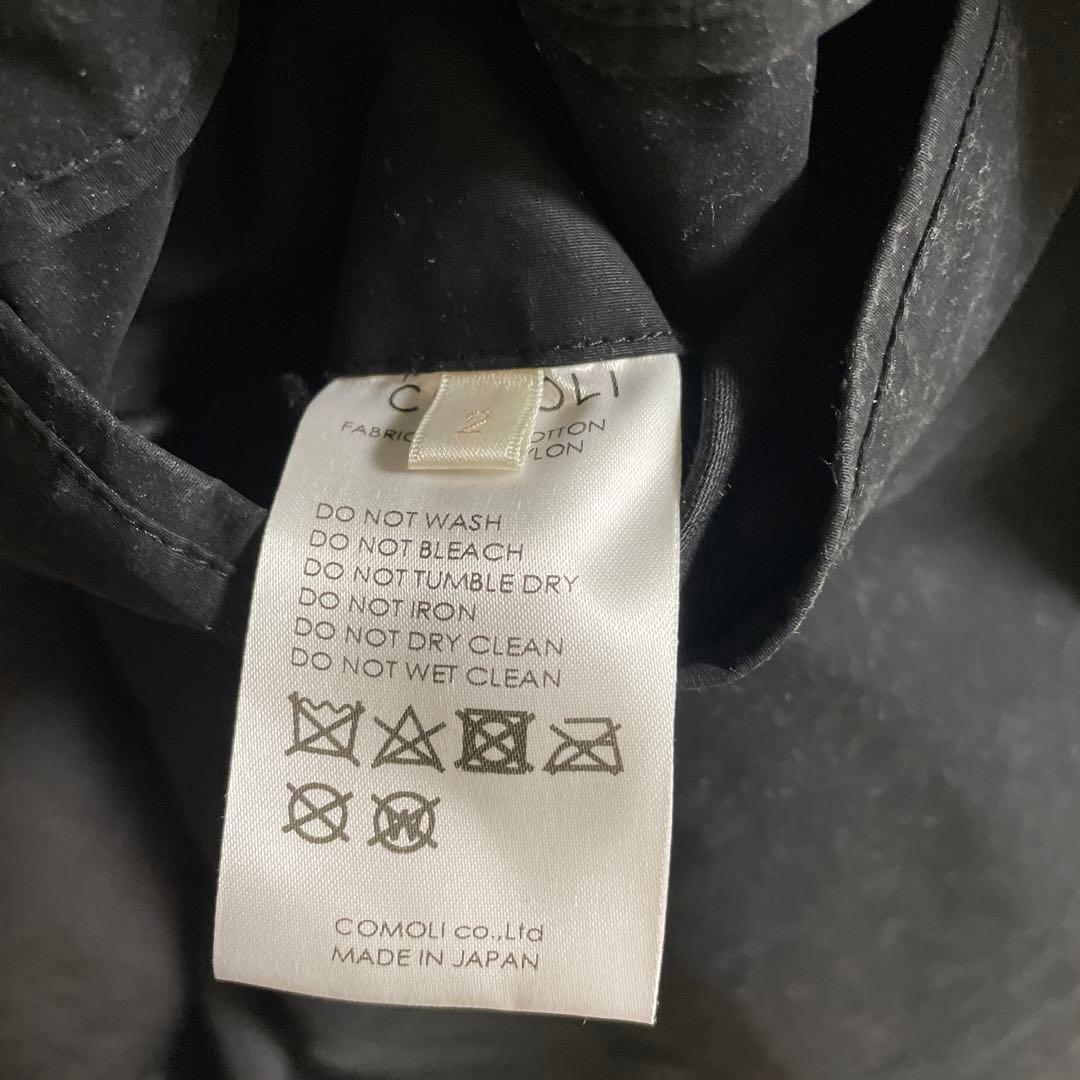 2
DO NOT WASH
DO NOT BLEACH
DO NOT TUMBLE DRY
DO NOT IRON
DO NOT DRY CLEAN
DO NOT WET CLEAN
W
COMOLI co.,Ltd
MADE IN JAPAN